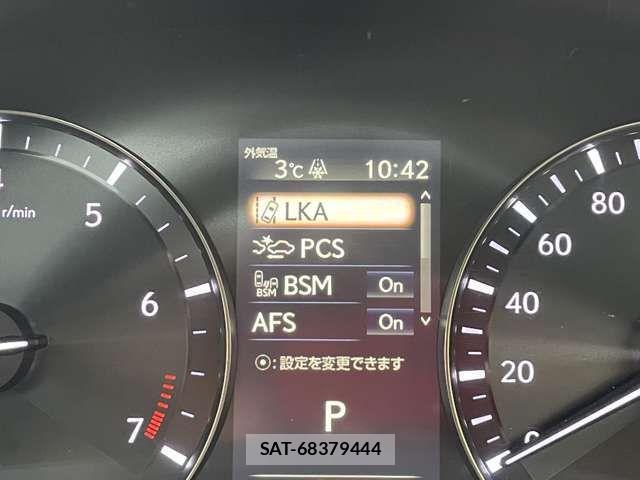 外気温
3℃ 10:42
LKA
PCS
BSM BSM On
AFS On
⦿:設定を変更できます
P
SAT-68379444
r/min
5
6
7
80
60
40
20
0